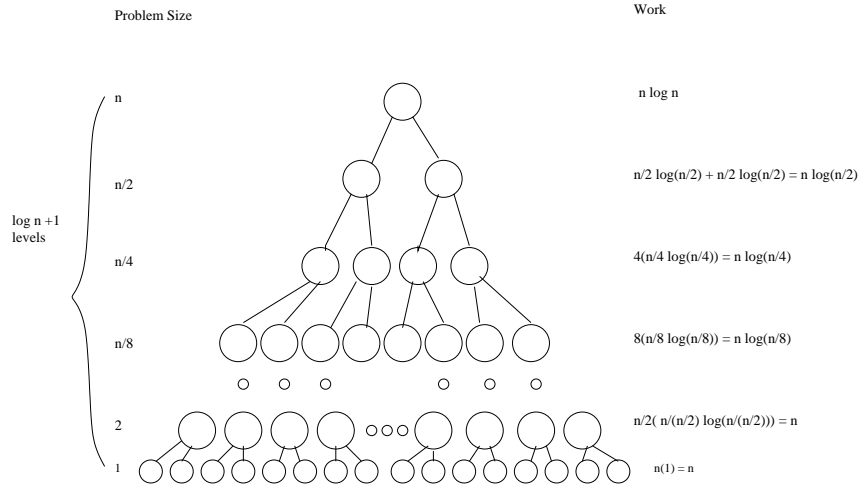 Problem Size
Work
n
n log n
n/2
n/2 log(n/2) + n/2 log(n/2) = n log(n/2)
log n +1
levels
n/4
4(n/4 log(n/4)) = n log(n/4)
n/8
8(n/8 log(n/8)) = n log(n/8)
2
n/2( n/(n/2) log(n/(n/2))) = n
1
n(1) = n